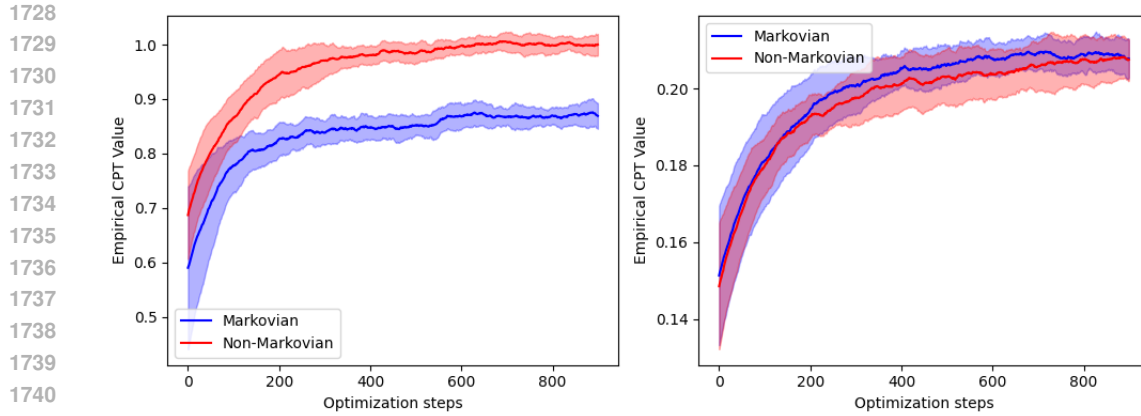 1728
1729
1730
1731
1732
1733
1734
1735
1736
1737
1738
1739
1740
Empirical CPT Value
1.0
0.9
0.8
0.7
0.6
0.5
Markovian
Non-Markovian
0 200 400 600 800
Optimization steps
Empirical CPT Value
0.20
0.18
0.16
0.14
Markovian
Non-Markovian
0 200 400 600 800
Optimization steps